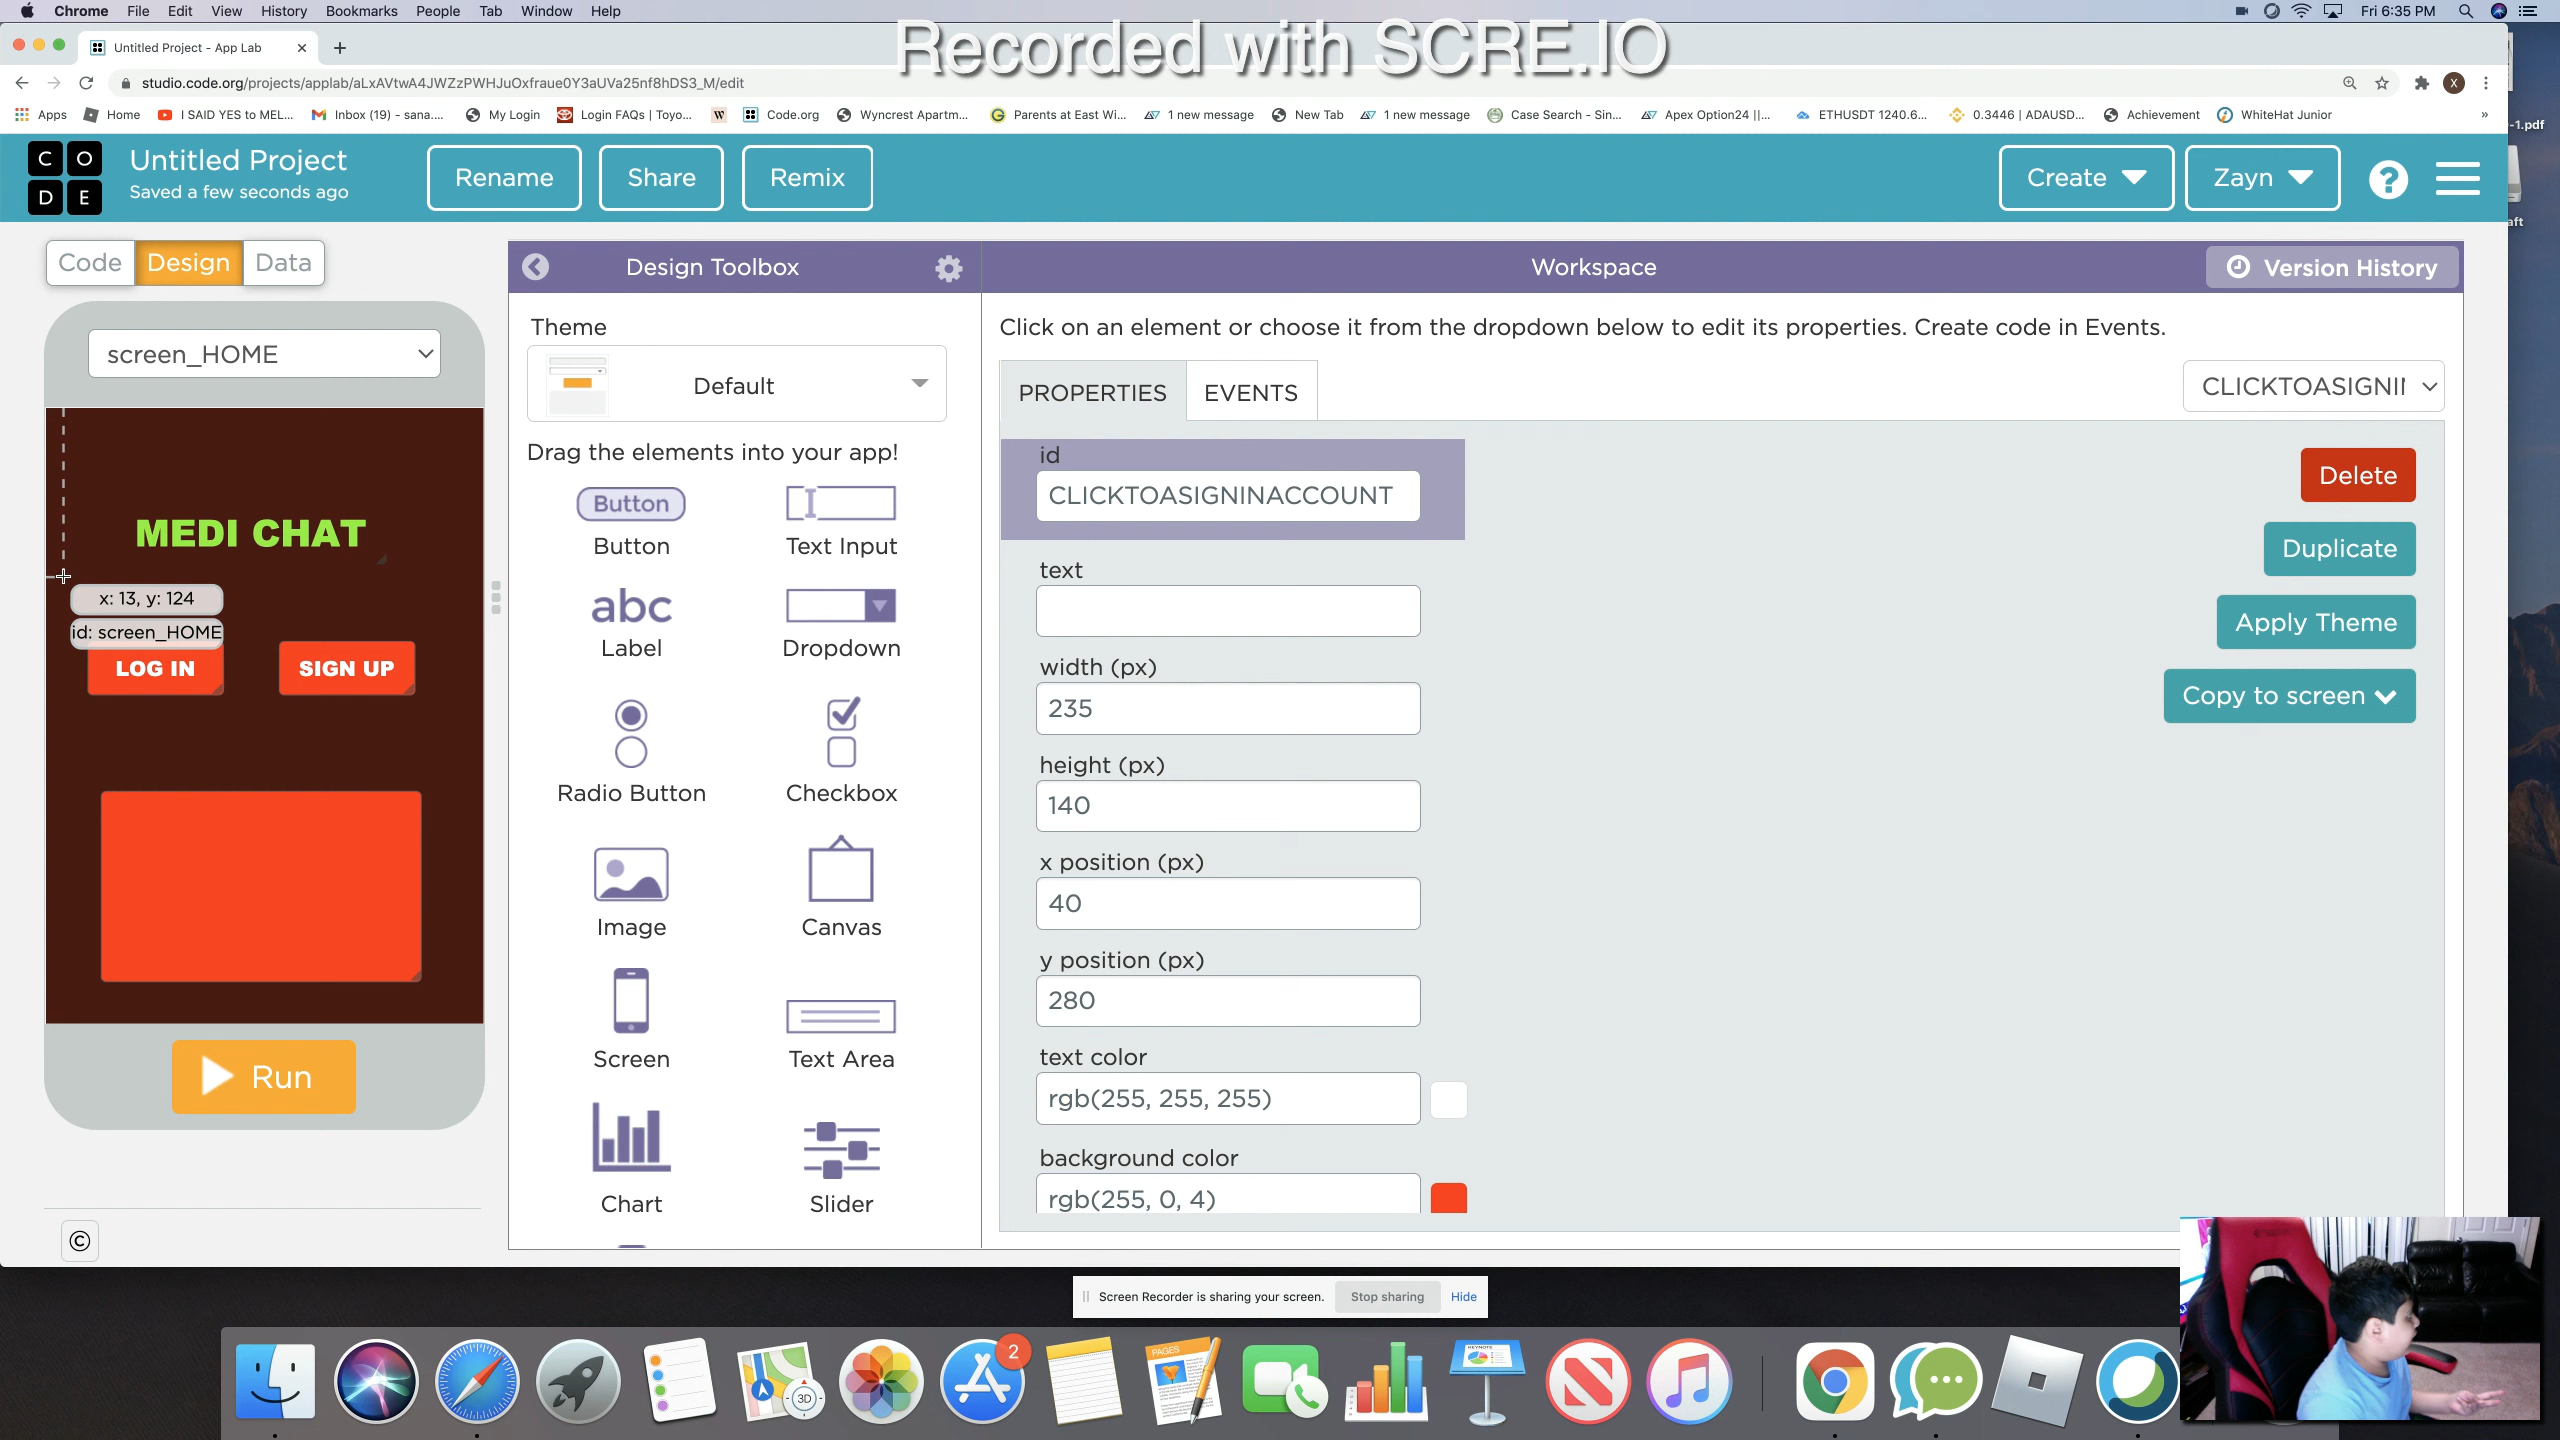 Chrome File Edit View History Bookmarks People Tab Window Help
Fri 6:35 PM
Recorded with SCRE.IO
Untitled Project - App Lab
studio.code.org/projects/applab/aLxAVtwA4JWZzPWHJuOxfraue0Y3aUVa25nf8hDS3_M/edit
X
Apps Home I SAID YES to MEL... Inbox (19) - sana.... My Login Login FAQs | Toyo... W Code.org Wyncrest Apartm... Parents at East Wi... 1 new message New Tab 1 new message Case Search - Sin... Apex Option24 ||... ETHUSDT 1240.6... 0.3446 | ADAUSD... Achievement WhiteHat Junior »
-1.pdf
aft
C O
D E
Untitled Project
Saved a few seconds ago
Rename Share Remix
Create Zayn ?
Code Design Data
Design Toolbox
Workspace
Version History
screen_HOME
Theme
Default
Click on an element or choose it from the dropdown below to edit its properties. Create code in Events.
PROPERTIES EVENTS
CLICKTOASIGNII
Drag the elements into your app!
Button
Button
Text Input
abc
Label
Dropdown
Radio Button
Checkbox
Image
Canvas
Screen
Text Area
Chart
Slider
MEDI CHAT
x: 13, y: 124
id: screen_HOME
LOG IN SIGN UP
Run
©
id
CLICKTOASIGNINACCOUNT
text
width (px)
235
height (px)
140
x position (px)
40
y position (px)
280
text color
rgb(255, 255, 255)
background color
rgb(255, 0, 4)
Delete
Duplicate
Apply Theme
Copy to screen
Screen Recorder is sharing your screen. Stop sharing Hide
3D
2
PAGES
KEYNOTE